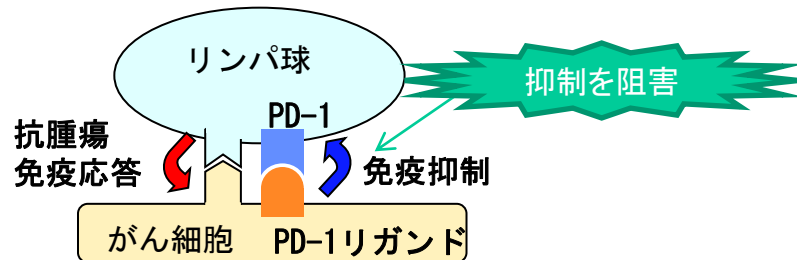 リンパ球
抑制を阻害
PD-1
抗腫瘍
免疫応答
免疫抑制
がん細胞
PD-1リガンド